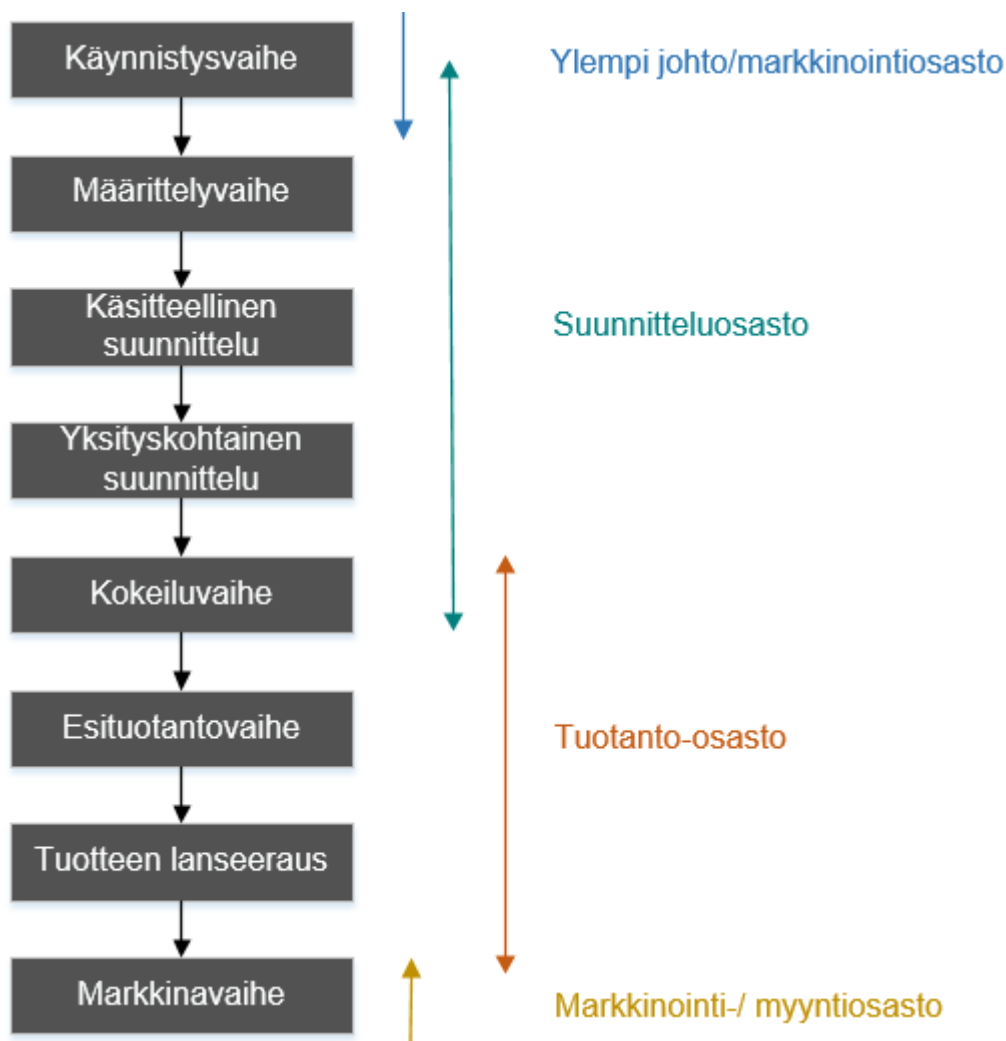 Käynnistysvaihe
Ylempi johto/markkinointiosasto
Määrittelyvaihe
Käsitteellinen
suunnittelu
Suunnitteluosasto
Yksityskohtainen
suunnittelu
Kokeiluvaihe
Esituotantovaihe
Tuotanto-osasto
Tuotteen lanseeraus
Markkinavaihe
Markkinointi-/ myyntiosasto